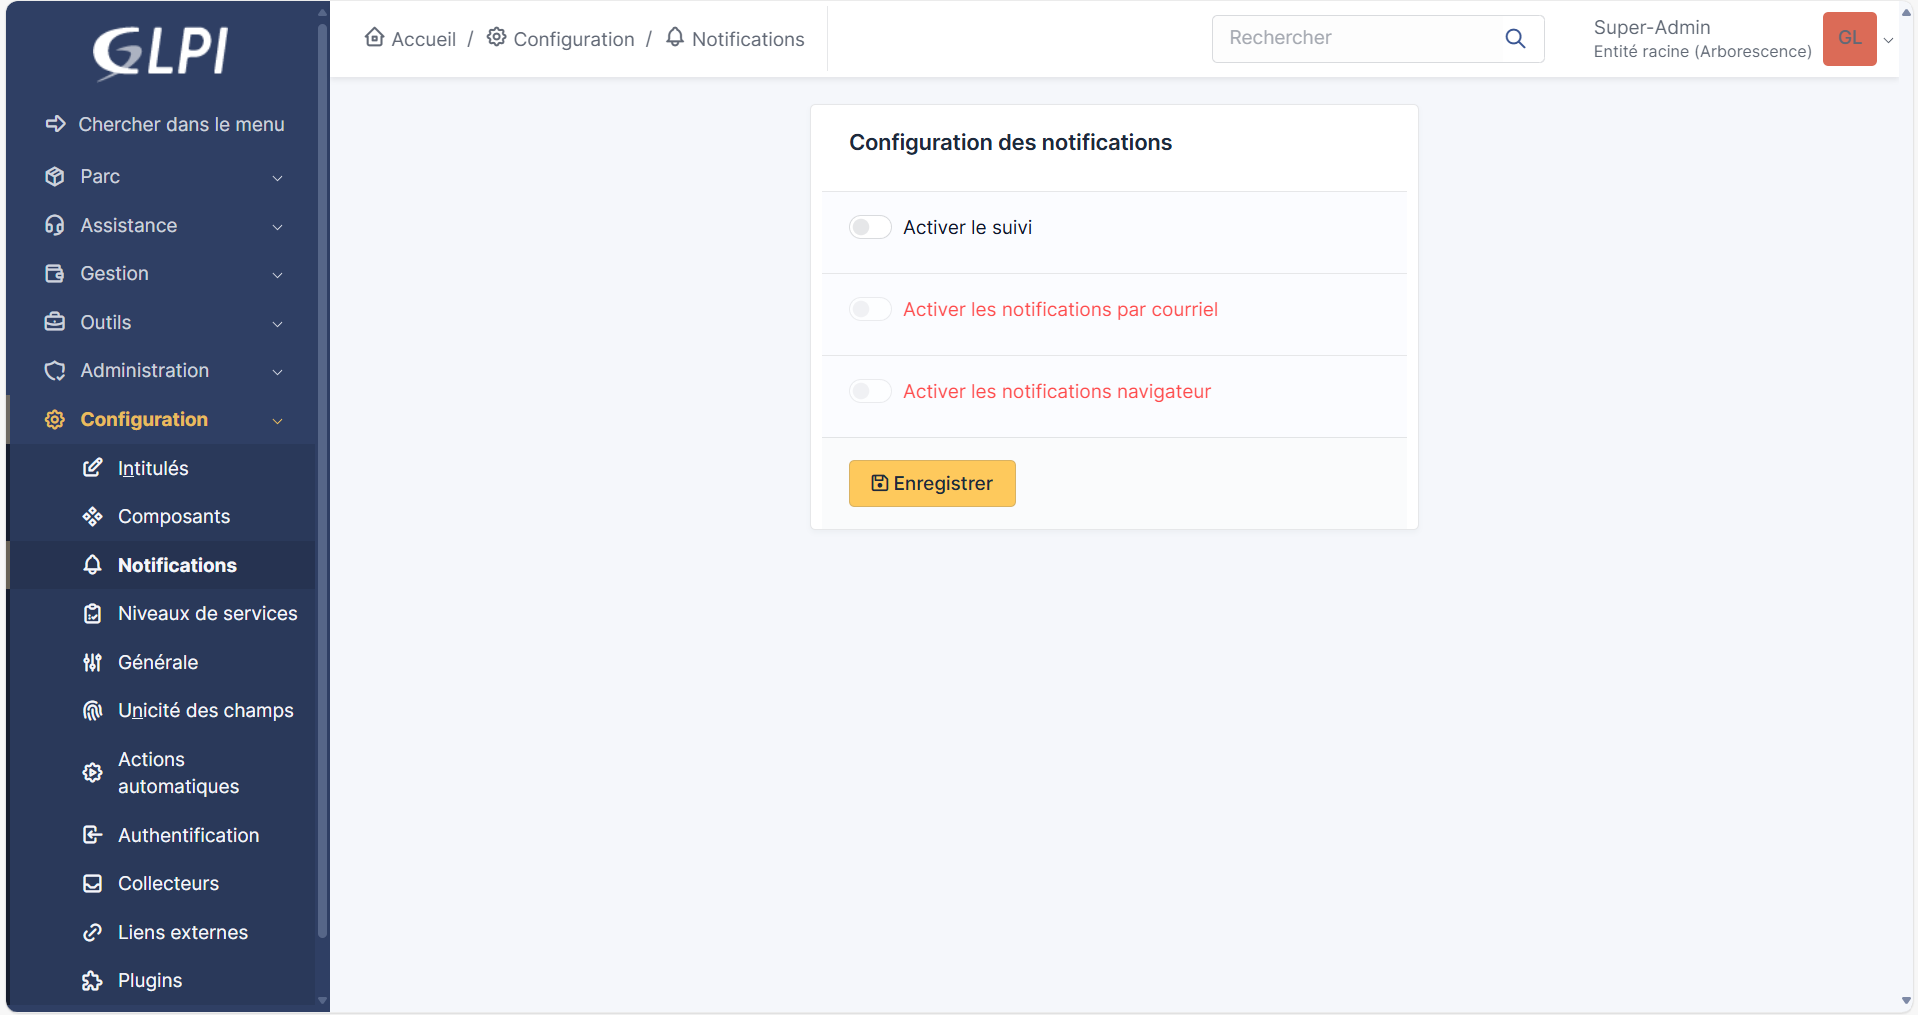 GLPI
Chercher dans le menu
Parc
Assistance
Gestion
Outils
Administration
Configuration
Intitulés
Composants
Notifications
Niveaux de services
Générale
Unicité des champs
Actions
automatiques
Authentification
Collecteurs
Liens externes
Plugins
Accueil / Configuration / Notifications
Rechercher
Super-Admin
Entité racine (Arborescence)
GL
Configuration des notifications
Activer le suivi
Activer les notifications par courriel
Activer les notifications navigateur
Enregistrer